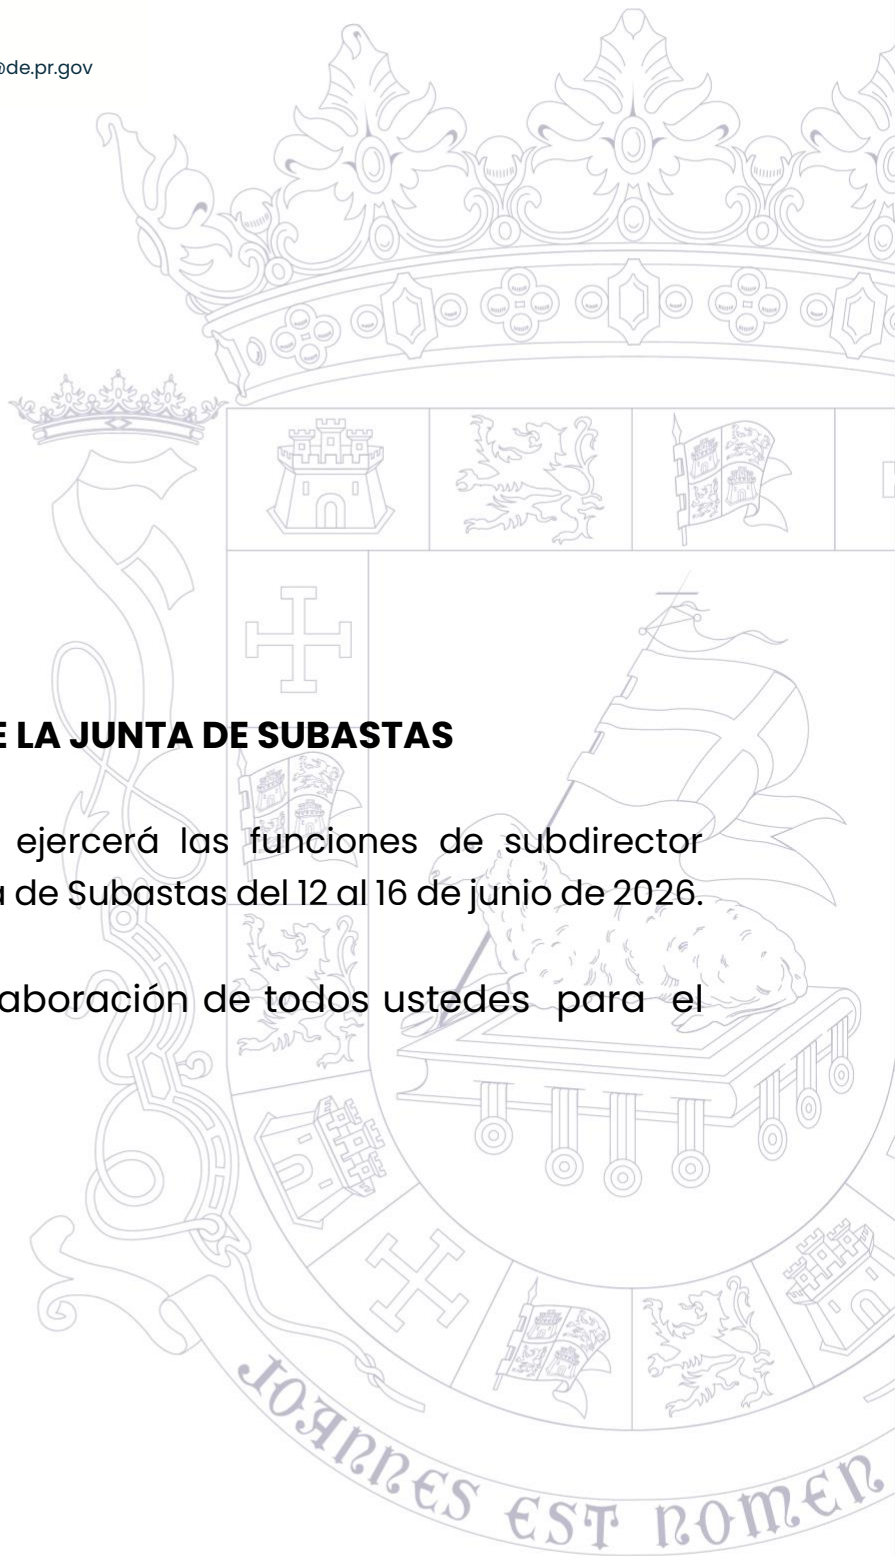 @de.pr.gov
E LA JUNTA DE SUBASTAS
ejercerá las funciones de subdirector
a de Subastas del 12 al 16 de junio de 2026.
aboración de todos ustedes para el
JOANNES EST NOMEN